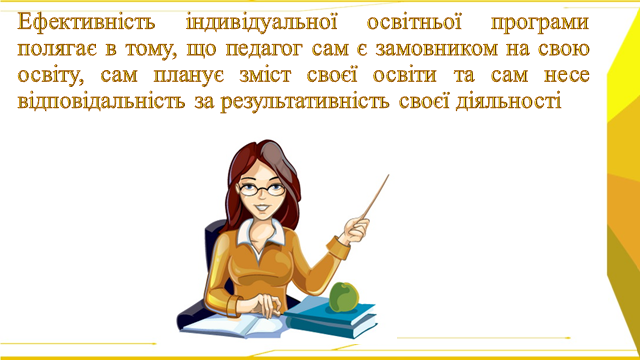 Ефективність індивідуальної освітньої програми
полягає в тому, що педагог сам є замовником на свою
освіту, сам планує зміст своєї освіти та сам несе
відповідальність за результативність своєї діяльності